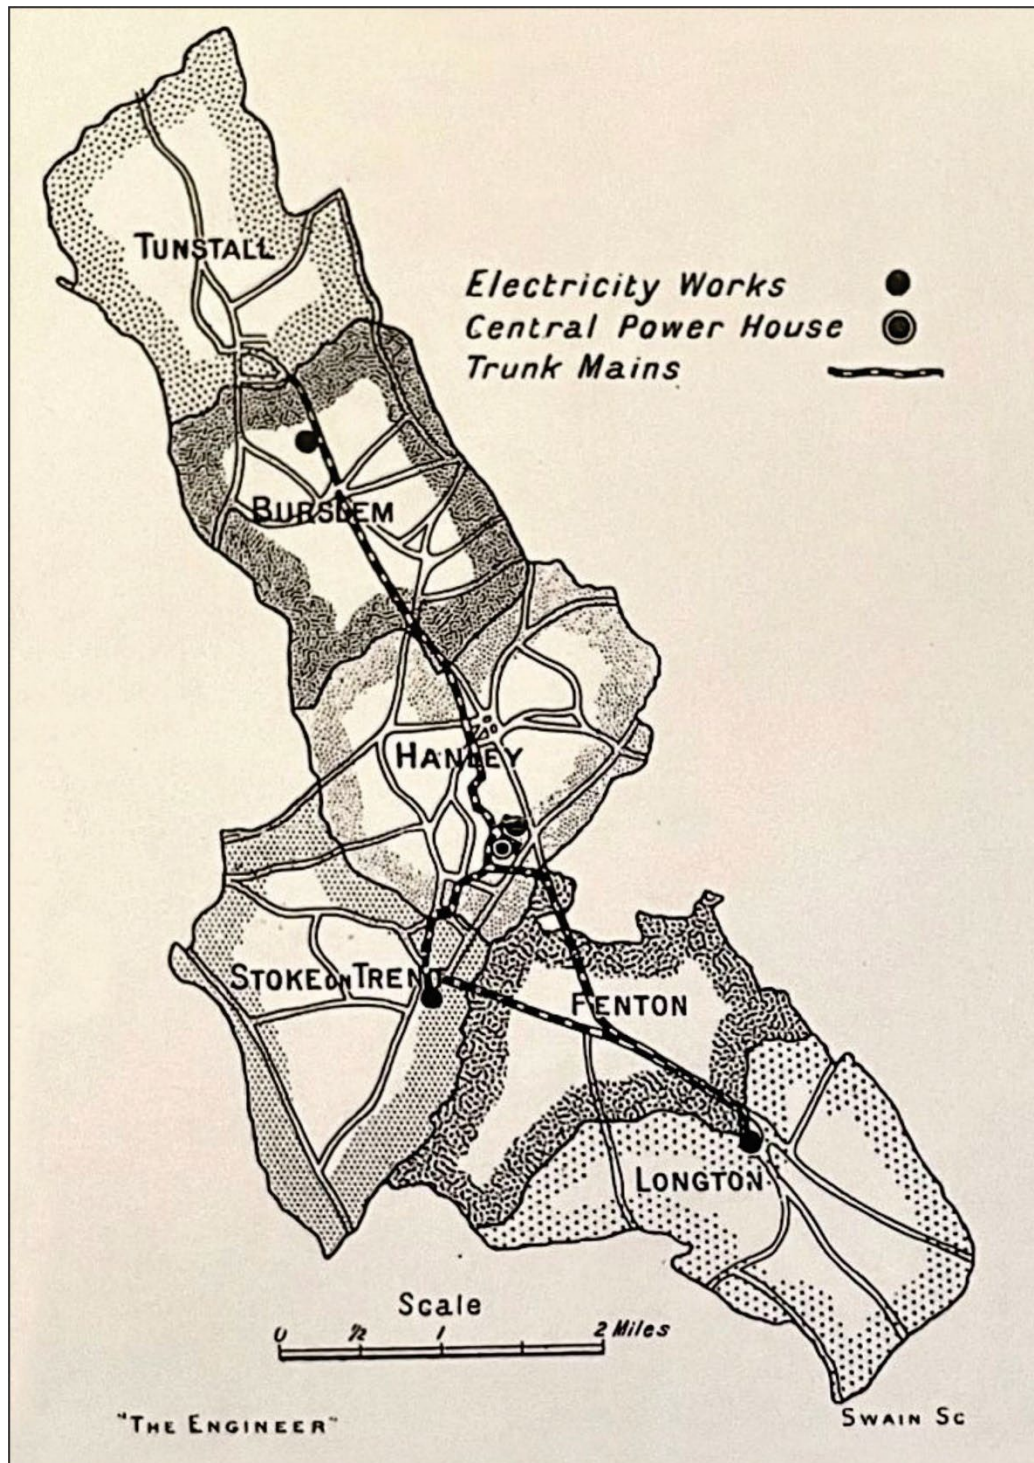 TUNSTALL
Electricity Works
Central Power House
Trunk Mains
BURSLEM
HANLEY
STOKE ON TRENT
FENTON
LONGTON
Scale
0 ½ 1 2 Miles
"THE ENGINEER"
SWAIN SC